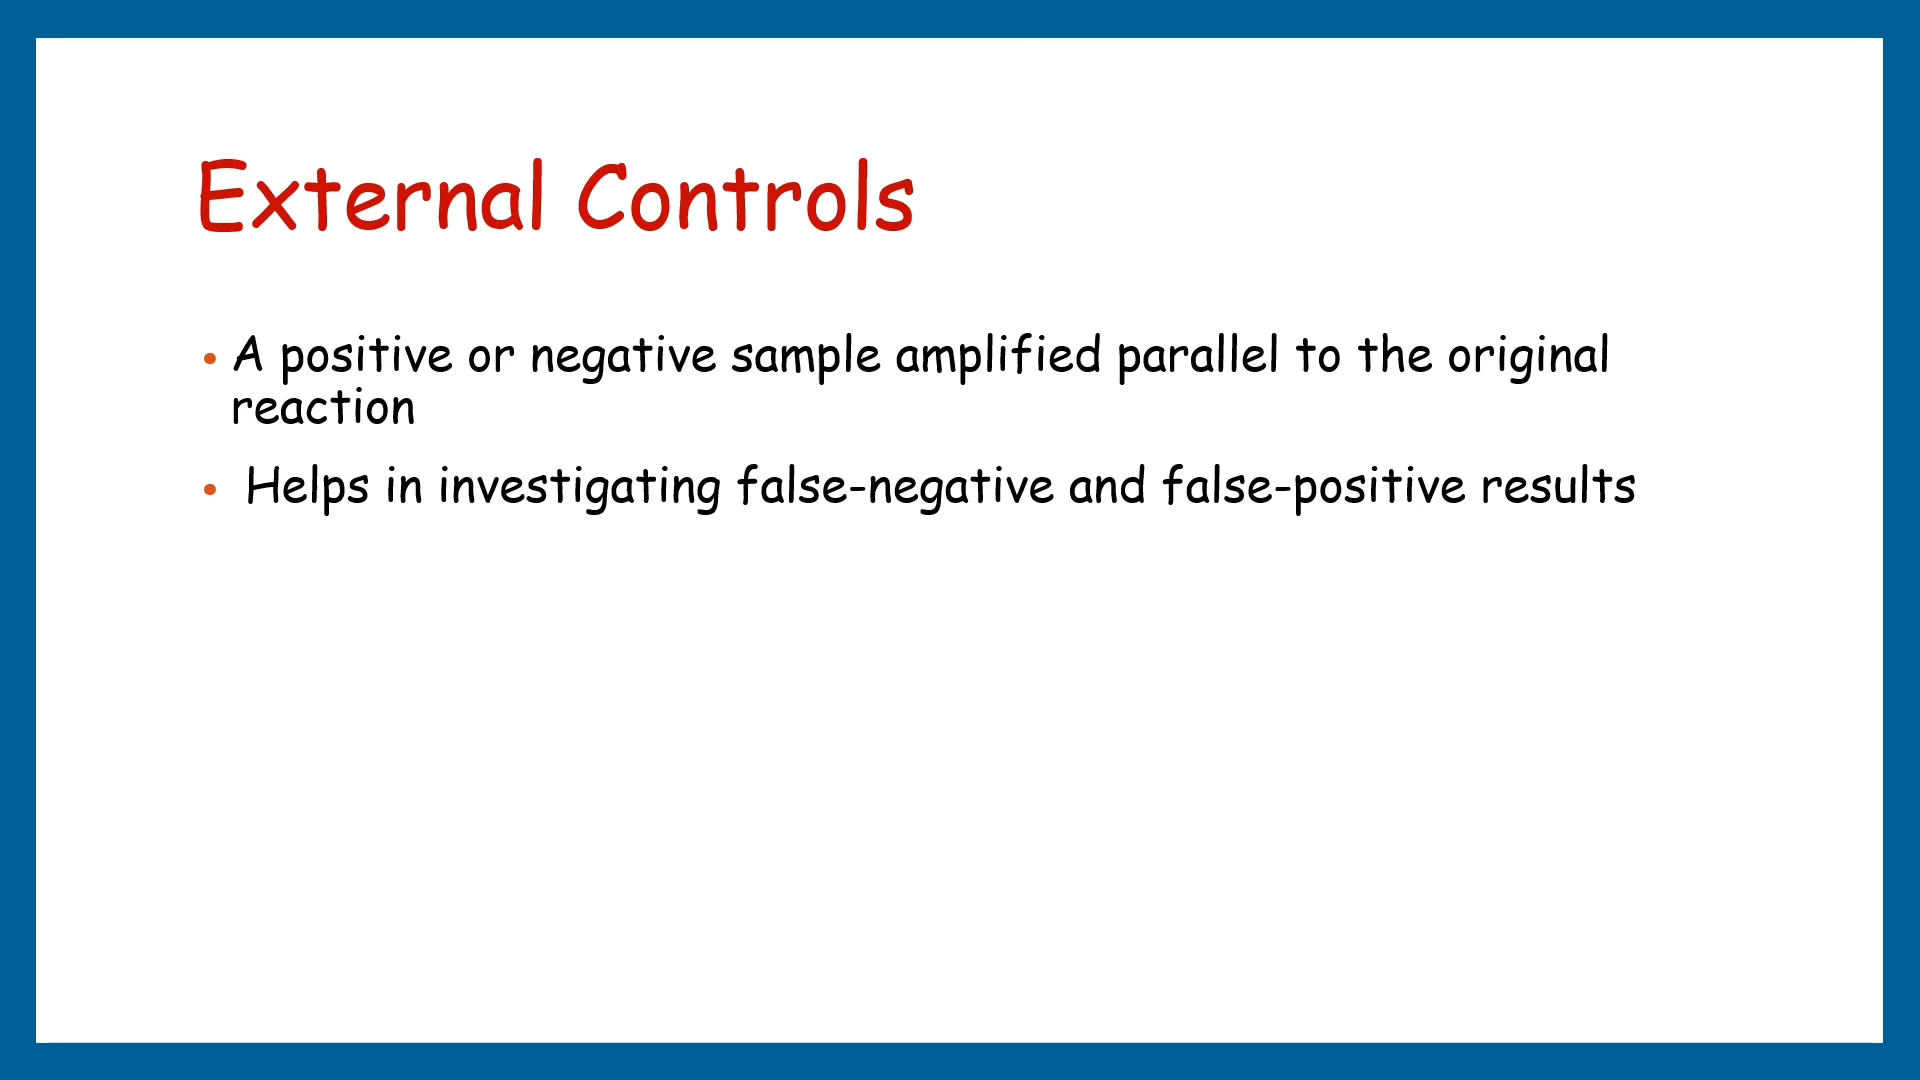 External Controls
• A positive or negative sample amplified parallel to the original
reaction
• Helps in investigating false-negative and false-positive results